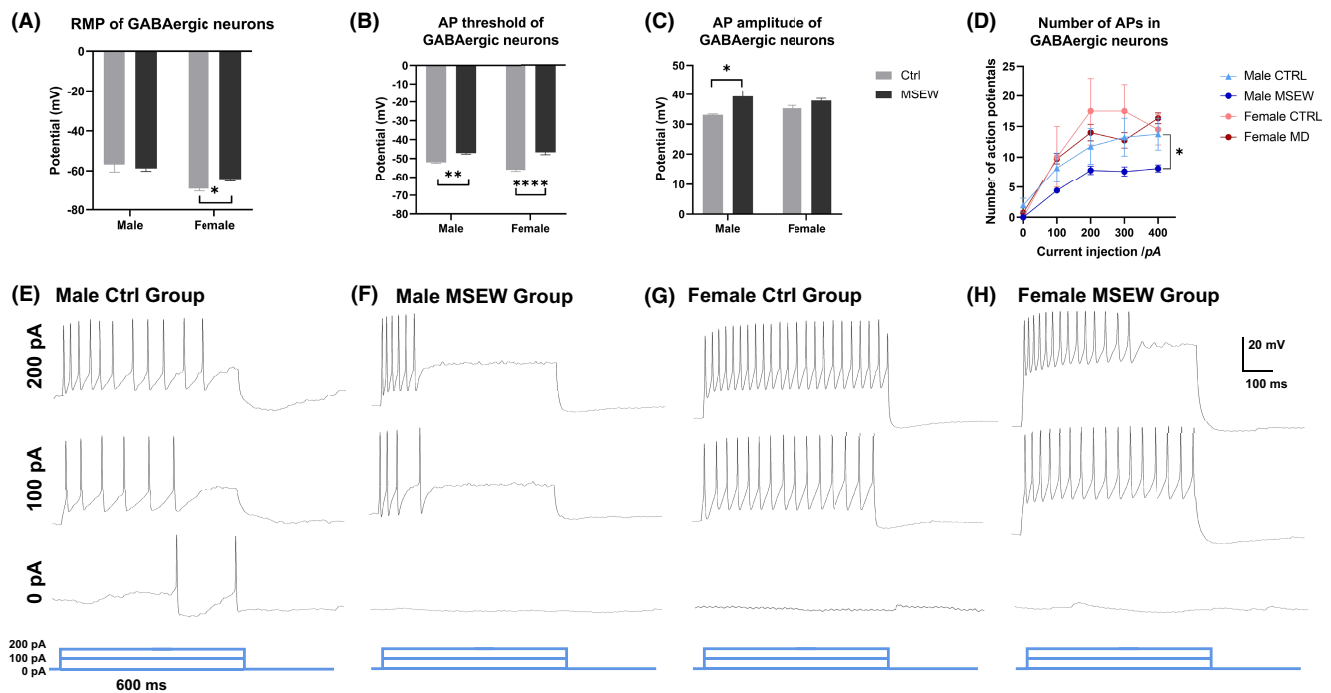 (A)
RMP of GABAergic neurons
Potential (mV)
0
-20
-40
-60
-80
*
Male
Female
(B)
AP threshold of
GABAergic neurons
Potential (mV)
0
-10
-20
-30
-40
-50
-60
-70
-80
**
****
Male
Female
(C)
AP amplitude of
GABAergic neurons
Potential (mV)
50
40
30
20
10
0
*
Male
Female
Ctrl
MSEW
(D)
Number of APs in
GABAergic neurons
Number of action potientals
25
20
15
10
5
0
0
100
200
300
400
Current injection /pA
*
Male CTRL
Male MSEW
Female CTRL
Female MD
(E) Male Ctrl Group
(F) Male MSEW Group
(G) Female Ctrl Group
(H) Female MSEW Group
200 pA
20 mV
100 ms
100 pA
0 pA
200 pA
100 pA
0 pA
600 ms